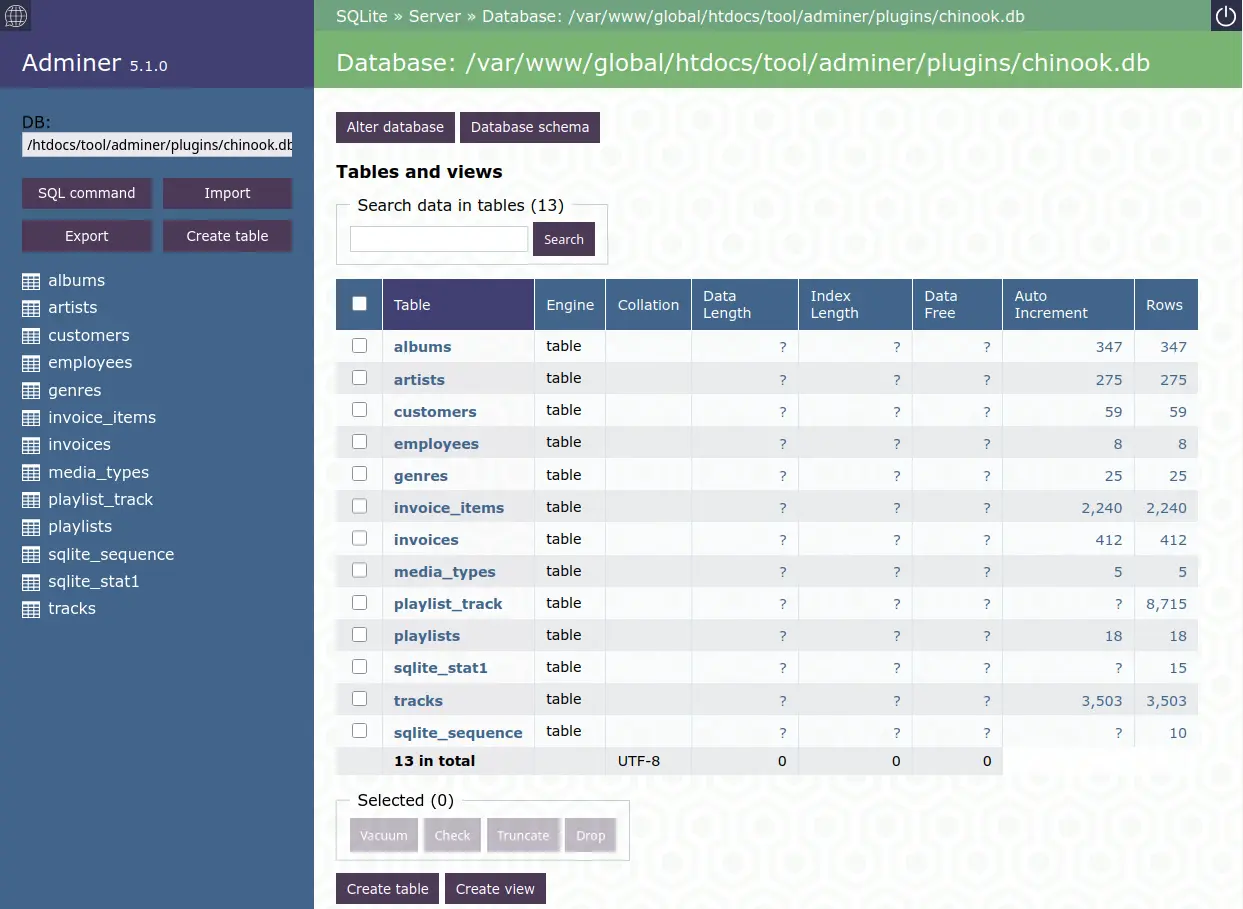 SQLite » Server » Database: /var/www/global/htdocs/tool/adminer/plugins/chinook.db
Adminer 5.1.0
Database: /var/www/global/htdocs/tool/adminer/plugins/chinook.db
DB:
/htdocs/tool/adminer/plugins/chinook.db
SQL command Import
Export Create table
albums
artists
customers
employees
genres
invoice_items
invoices
media_types
playlist_track
playlists
sqlite_sequence
sqlite_stat1
tracks
Alter database Database schema
Tables and views
Search data in tables (13)
Search
Table Engine Collation Data Length Index Length Data Free Auto Increment Rows
albums table ? ? ? 347 347
artists table ? ? ? 275 275
customers table ? ? ? 59 59
employees table ? ? ? 8 8
genres table ? ? ? 25 25
invoice_items table ? ? ? 2,240 2,240
invoices table ? ? ? 412 412
media_types table ? ? ? 5 5
playlist_track table ? ? ? ? 8,715
playlists table ? ? ? 18 18
sqlite_stat1 table ? ? ? ? 15
tracks table ? ? ? 3,503 3,503
sqlite_sequence table ? ? ? ? 10
13 in total UTF-8 0 0 0
Selected (0)
Vacuum Check Truncate Drop
Create table Create view